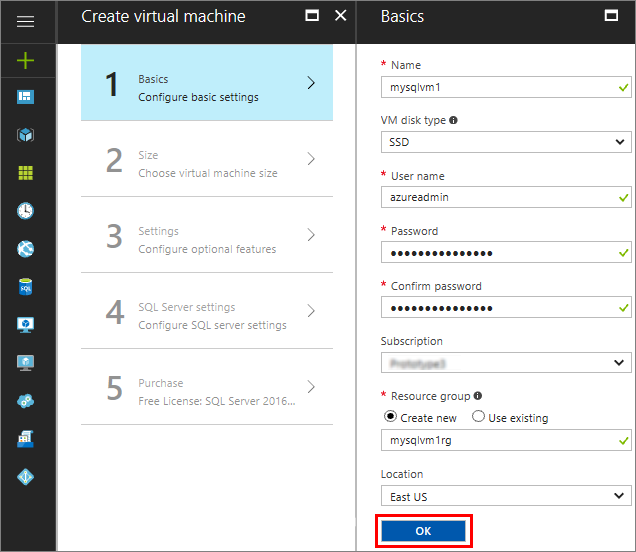 Create virtual machine
1
Basics
Configure basic settings
2
Size
Choose virtual machine size
3
Settings
Configure optional features
4
SQL Server settings
Configure SQL server settings
5
Purchase
Free License: SQL Server 2016...
SQL
Basics
* Name
mysqlvm1
VM disk type
SSD
* User name
azureadmin
* Password
•••••••••••••••
* Confirm password
•••••••••••••••
Subscription
* Resource group
Create new Use existing
mysqlvm1rg
Location
East US
OK